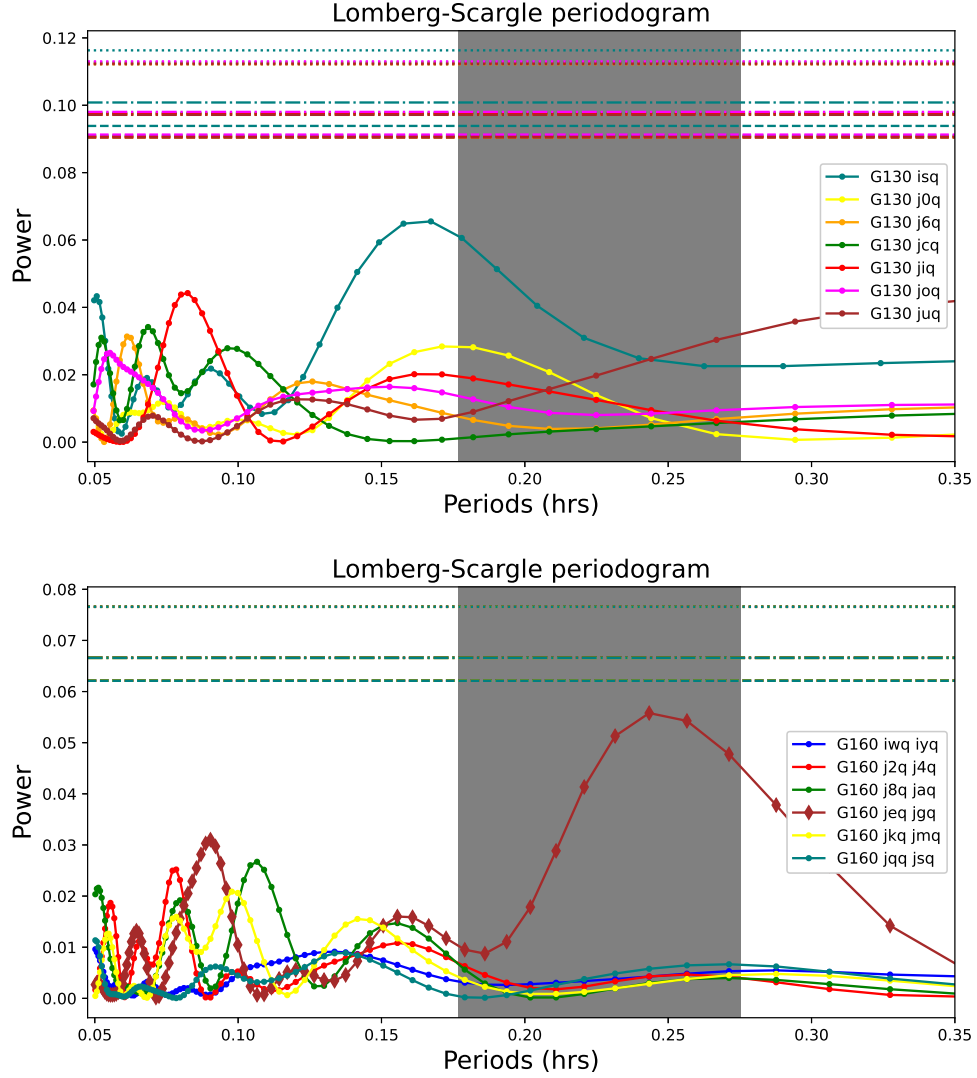 Lomberg-Scargle periodogram
0.12
0.10
0.08
0.06
0.04
0.02
0.00
Power
G130 isq
G130 j0q
G130 j6q
G130 jcq
G130 jiq
G130 joq
G130 juq
0.05 0.10 0.15 0.20 0.25 0.30 0.35
Periods (hrs)
Lomberg-Scargle periodogram
0.08
0.07
0.06
0.05
0.04
0.03
0.02
0.01
0.00
Power
G160 iwq iyq
G160 j2q j4q
G160 j8q jaq
G160 jeq jgq
G160 jkq jmq
G160 jqq jsq
0.05 0.10 0.15 0.20 0.25 0.30 0.35
Periods (hrs)